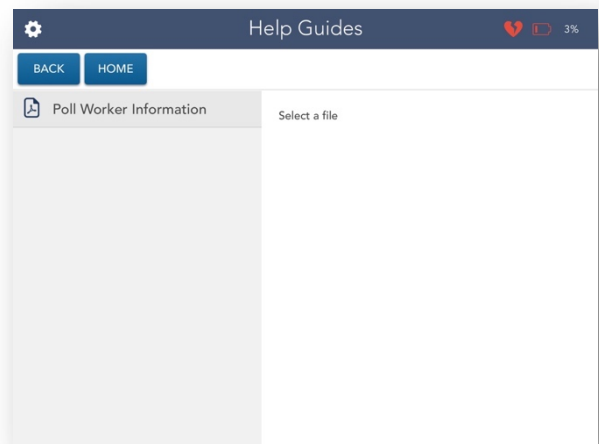 Help Guides
3%
BACK HOME
Poll Worker Information
Select a file